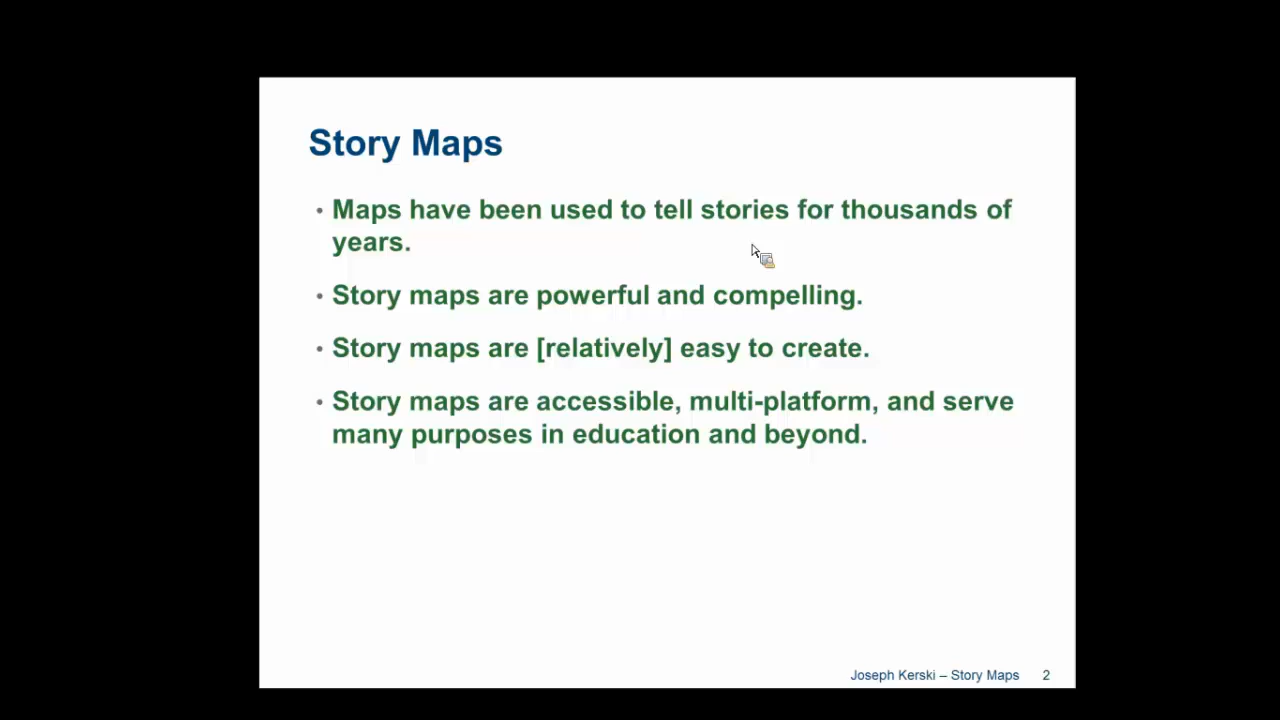 Story Maps
• Maps have been used to tell stories for thousands of
years.
• Story maps are powerful and compelling.
• Story maps are [relatively] easy to create.
• Story maps are accessible, multi-platform, and serve
many purposes in education and beyond.
Joseph Kerski – Story Maps 2